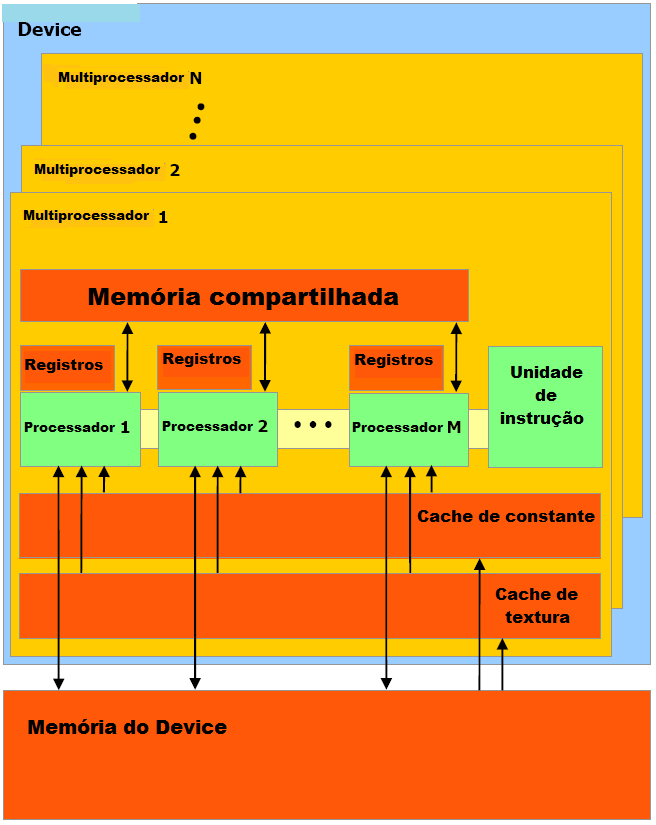 Device
Multiprocessador N
Multiprocessador 2
Multiprocessador 1
Memória compartilhada
Registros
Registros
Registros
Unidade
de
instrução
Processador 1
Processador 2
Processador M
Cache de constante
Cache de
textura
Memória do Device